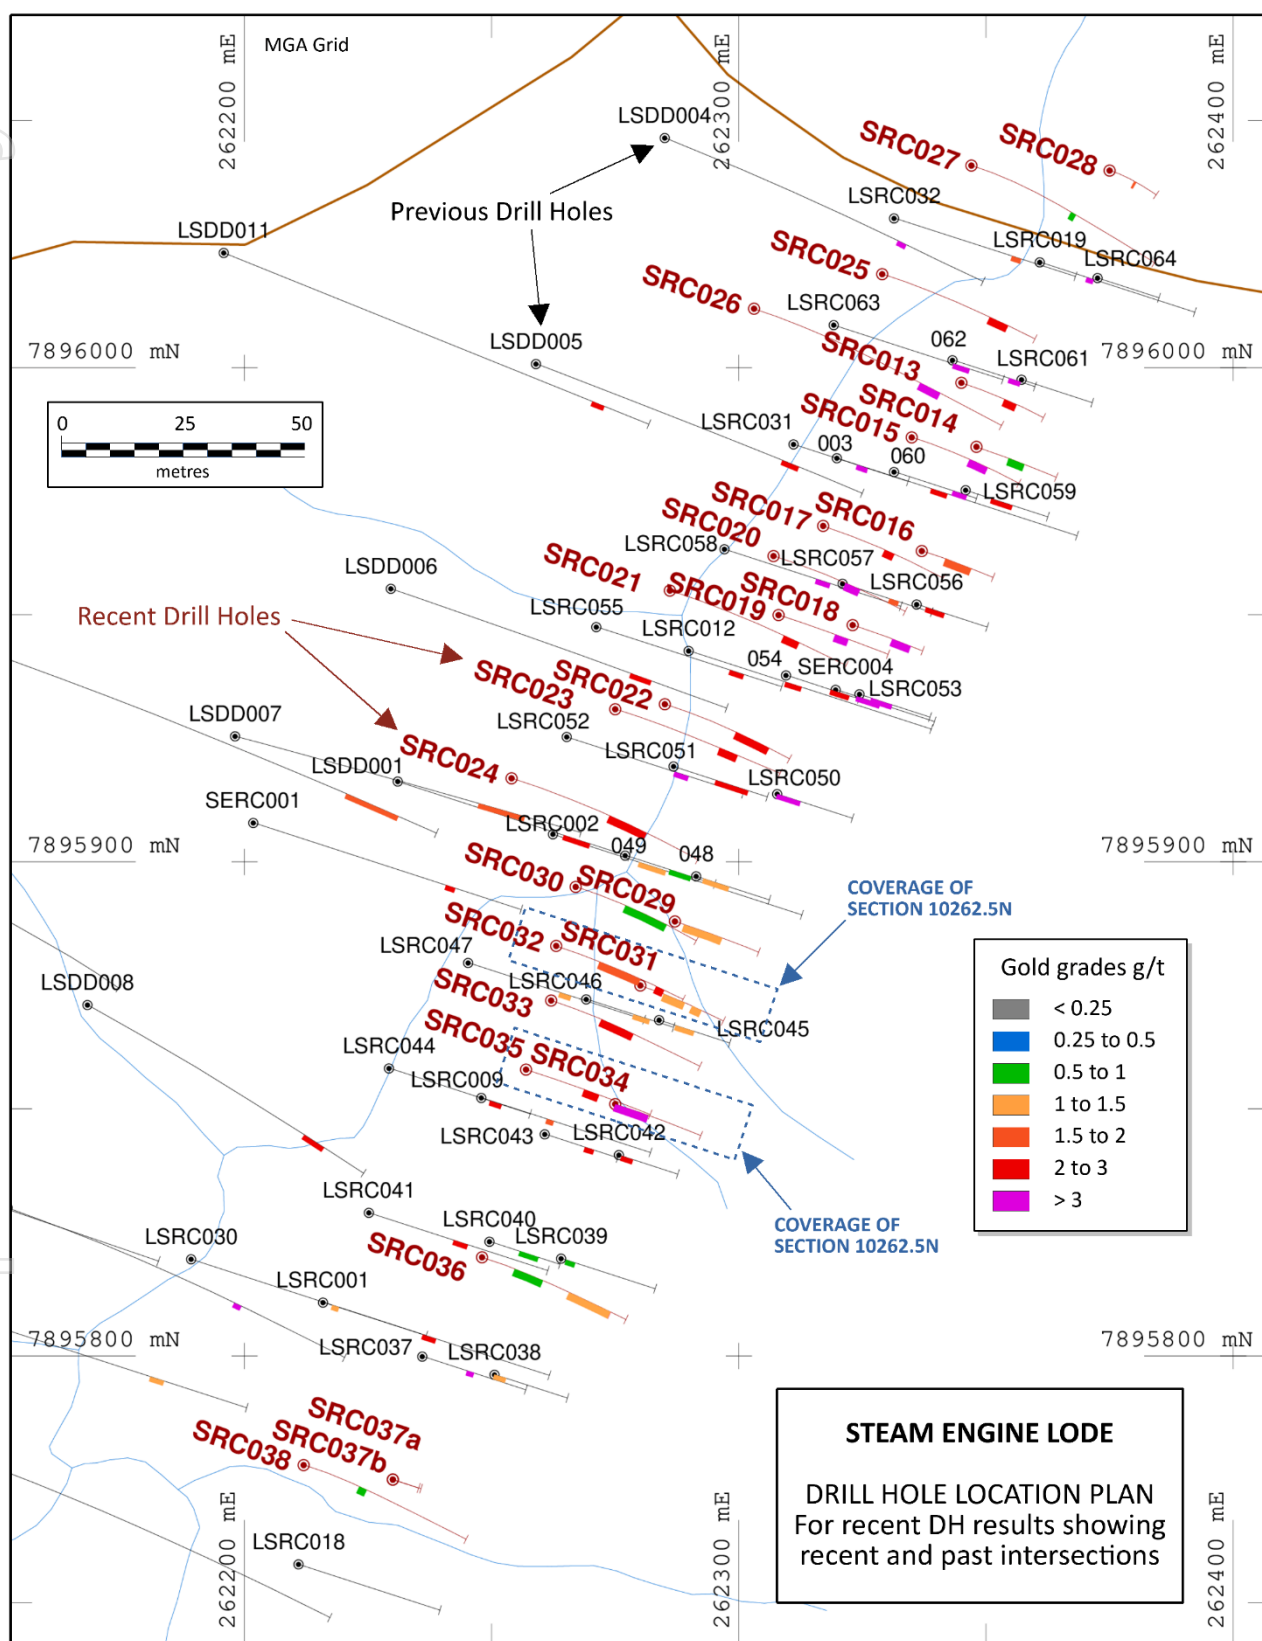 262200 mE
MGA Grid
262300 mE
262400 mE
LSDD004
SRC027
SRC028
Previous Drill Holes
LSRC032
LSDD011
LSRC019
LSRC064
SRC025
SRC026
LSRC063
LSDD005
062
LSRC061
SRC013
7896000 mN
7896000 mN
SRC014
SRC015
0 25 50
metres
LSRC031
003
060
LSRC059
SRC017
SRC016
SRC020
LSRC058
LSRC057
SRC021
LSDD006
LSRC056
SRC019
SRC018
LSRC055
Recent Drill Holes
LSRC012
054
SERC004
LSRC053
SRC023
SRC022
LSDD007
LSRC052
LSRC051
SRC024
LSDD001
LSRC050
SERC001
LSRC002
7895900 mN
049
048
7895900 mN
SRC030
SRC029
COVERAGE OF
SECTION 10262.5N
SRC032
SRC031
LSRC047
LSRC046
LSDD008
SRC033
LSRC045
Gold grades g/t
< 0.25
0.25 to 0.5
0.5 to 1
1 to 1.5
1.5 to 2
2 to 3
> 3
SRC035
SRC034
LSRC044
LSRC009
LSRC043
LSRC042
LSRC041
LSRC040
LSRC039
COVERAGE OF
SECTION 10262.5N
LSRC030
SRC036
LSRC001
7895800 mN
LSRC037
LSRC038
7895800 mN
SRC037a
SRC037b
SRC038
STEAM ENGINE LODE
DRILL HOLE LOCATION PLAN
For recent DH results showing
recent and past intersections
LSRC018
262200 mE
262300 mE
262400 mE